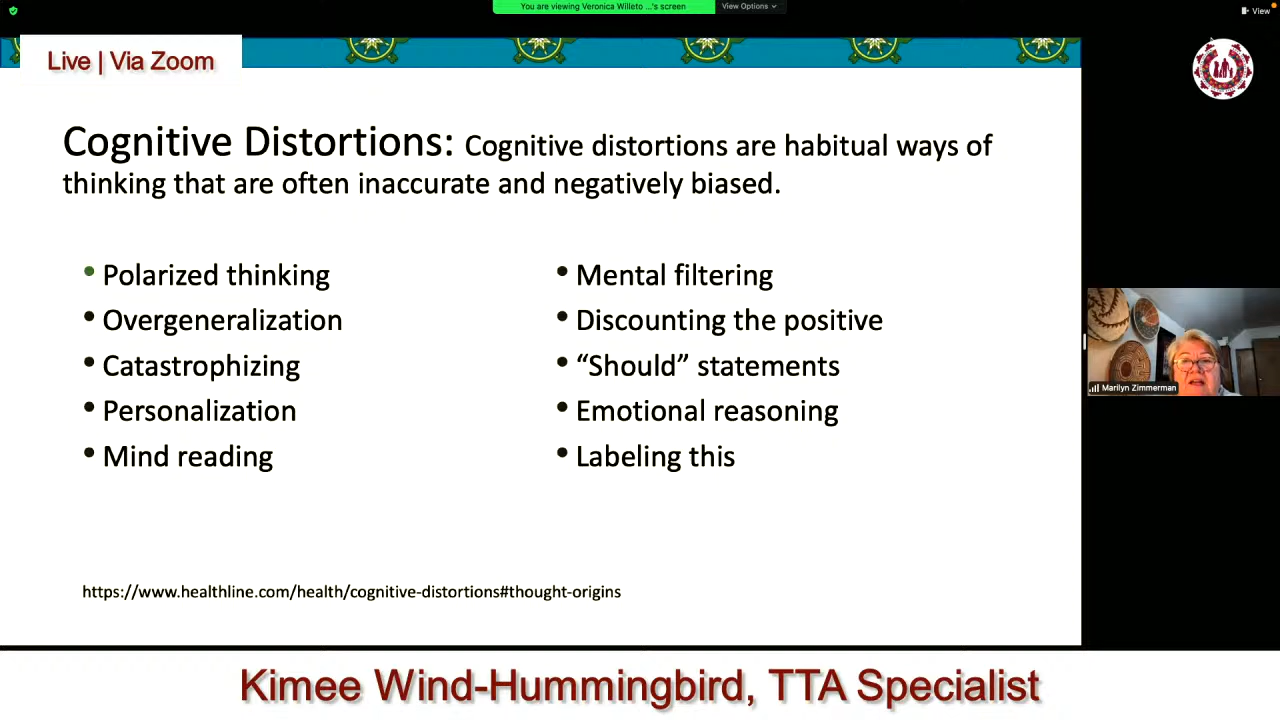 You are viewing Veronica Willeto ...'s screen
View Options
View
Live | Via Zoom
Cognitive Distortions: Cognitive distortions are habitual ways of
thinking that are often inaccurate and negatively biased.
• Polarized thinking
• Overgeneralization
• Catastrophizing
• Personalization
• Mind reading
• Mental filtering
• Discounting the positive
• “Should” statements
• Emotional reasoning
• Labeling this
https://www.healthline.com/health/cognitive-distortions#thought-origins
Marilyn Zimmerman
Kimee Wind-Hummingbird, TTA Specialist